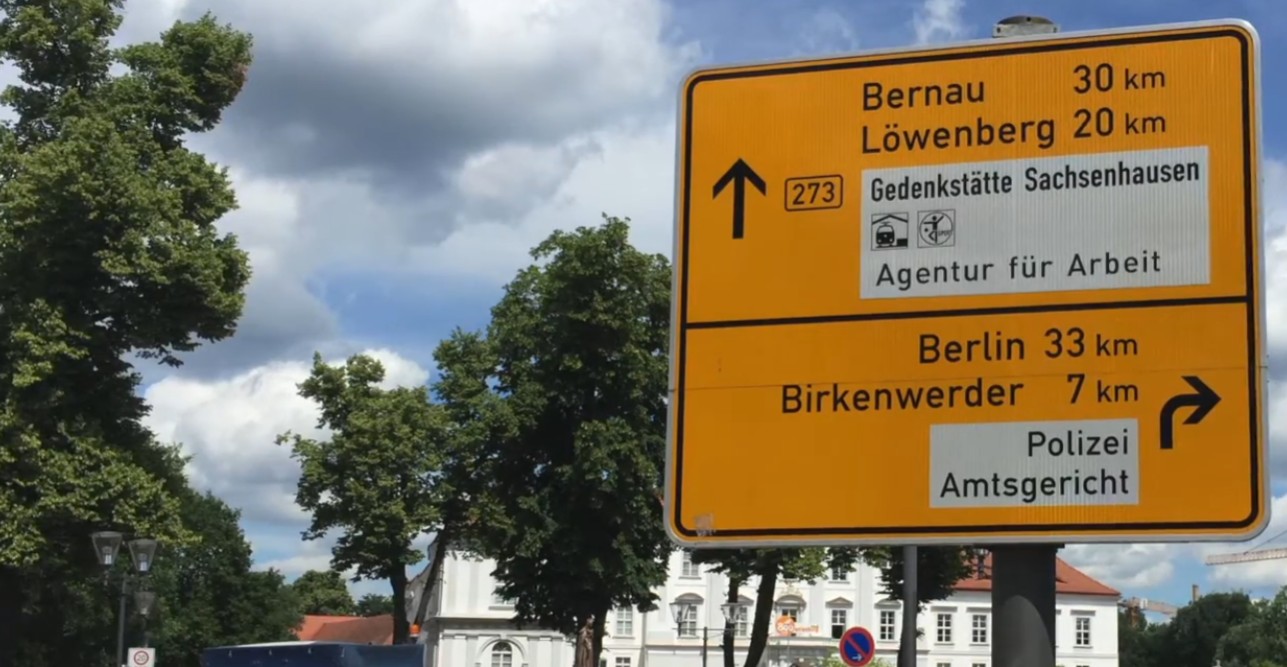 Bernau 30 km
Löwenberg 20 km
273
Gedenkstätte Sachsenhausen
Agentur für Arbeit
Berlin 33 km
Birkenwerder 7 km
Polizei
Amtsgericht